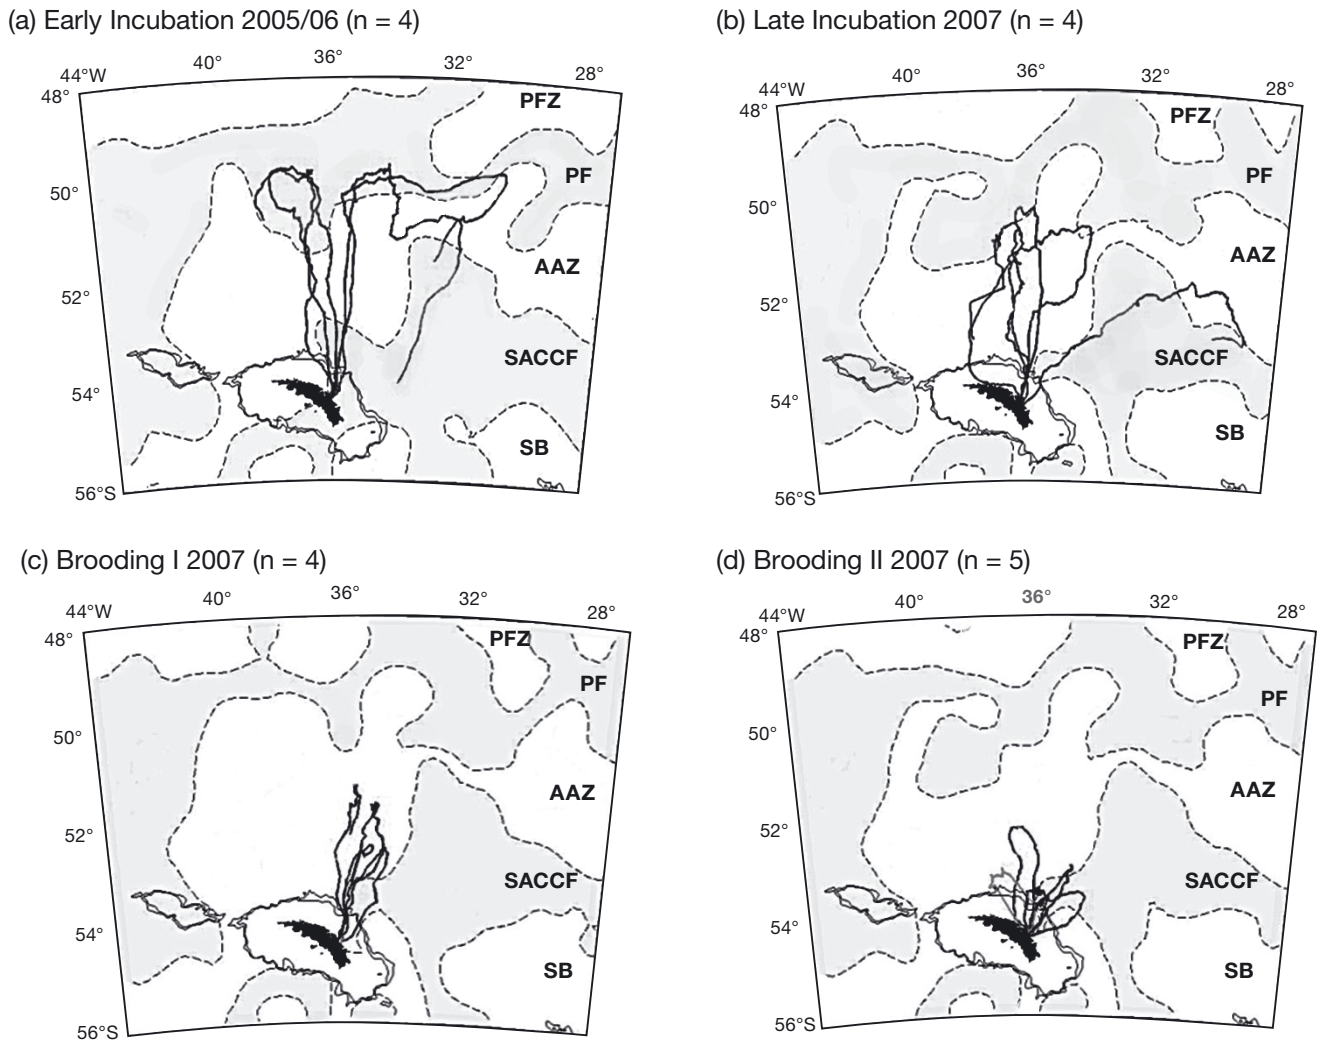 (a) Early Incubation 2005/06 (n = 4)
44°W 40° 36° 32° 28°
48°
PFZ
50°
PF
AAZ
52°
SACCF
54°
SB
56°S
(b) Late Incubation 2007 (n = 4)
44°W 40° 36° 32° 28°
48°
PFZ
PF
50°
AAZ
52°
SACCF
54°
SB
56°S
(c) Brooding I 2007 (n = 4)
44°W 40° 36° 32° 28°
48°
PFZ
PF
50°
AAZ
52°
SACCF
54°
SB
56°S
(d) Brooding II 2007 (n = 5)
44°W 40° 36° 32° 28°
48°
PFZ
PF
50°
AAZ
52°
SACCF
54°
SB
56°S